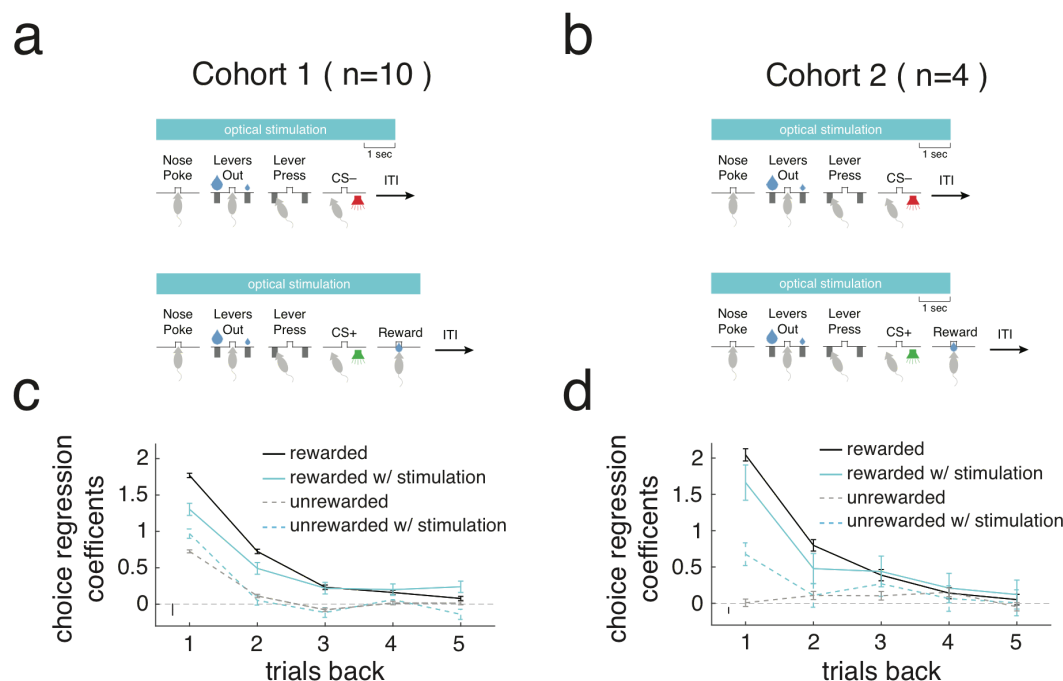 a
Cohort 1 ( n=10 )
optical stimulation
1 sec
Nose Poke
Levers Out
Lever Press
CS–
ITI
optical stimulation
Nose Poke
Levers Out
Lever Press
CS+
Reward
ITI
b
Cohort 2 ( n=4 )
optical stimulation
1 sec
Nose Poke
Levers Out
Lever Press
CS–
ITI
optical stimulation
1 sec
Nose Poke
Levers Out
Lever Press
CS+
Reward
ITI
c
choice regression
coefficents
2
1.5
1
0.5
0
1 2 3 4 5
trials back
rewarded
rewarded w/ stimulation
unrewarded
unrewarded w/ stimulation
d
choice regression
coefficents
2
1.5
1
0.5
0
1 2 3 4 5
trials back
rewarded
rewarded w/ stimulation
unrewarded
unrewarded w/ stimulation